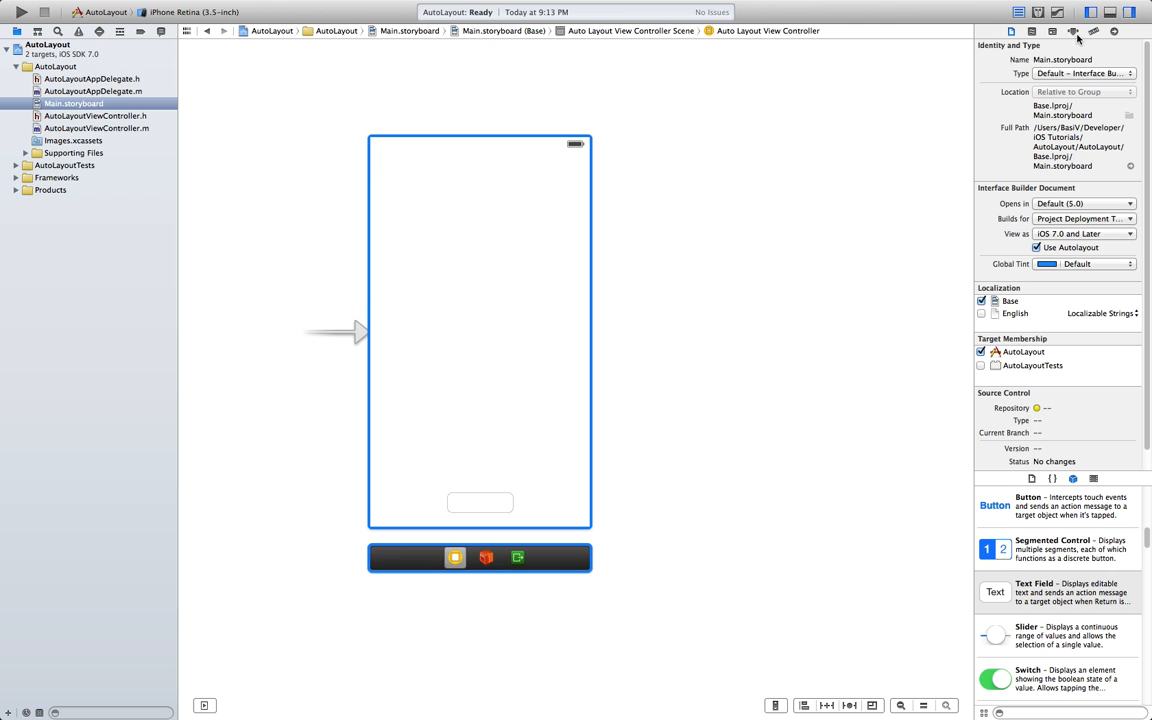 AutoLayout
iPhone Retina (3.5-inch)
AutoLayout: Ready
Today at 9:13 PM
No Issues
AutoLayout
AutoLayout
Main.storyboard
Main.storyboard (Base)
Auto Layout View Controller Scene
Auto Layout View Controller
AutoLayout
2 targets, iOS SDK 7.0
AutoLayout
AutoLayoutAppDelegate.h
AutoLayoutAppDelegate.m
Main.storyboard
AutoLayoutViewController.h
AutoLayoutViewController.m
Images.xcassets
Supporting Files
AutoLayoutTests
Frameworks
Products
Identity and Type
Name Main.storyboard
Type Default - Interface Bu...
Location Relative to Group
Base.lproj/
Main.storyboard
Full Path /Users/BasiV/Developer/
iOS Tutorials/
AutoLayout/AutoLayout/
Base.lproj/
Main.storyboard
Interface Builder Document
Opens in Default (5.0)
Builds for Project Deployment T...
View as iOS 7.0 and Later
Use Autolayout
Global Tint Default
Localization
Base
English Localizable Strings
Target Membership
AutoLayout
AutoLayoutTests
Source Control
Repository --
Type --
Current Branch --
Version --
Status No changes
Button
Button - Intercepts touch events
and sends an action message to a
target object when it's tapped.
1 2
Segmented Control - Displays
multiple segments, each of which
functions as a discrete button.
Text
Text Field - Displays editable
text and sends an action message
to a target object when Return is...
Slider - Displays a continuous
range of values and allows the
selection of a single value.
Switch - Displays an element
showing the boolean state of a
value. Allows tapping the...